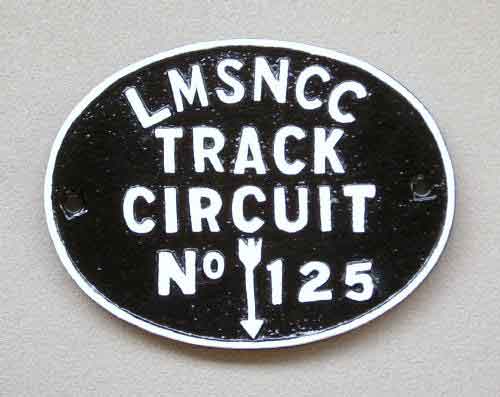 LMSNCC
TRACK
CIRCUIT
No 125